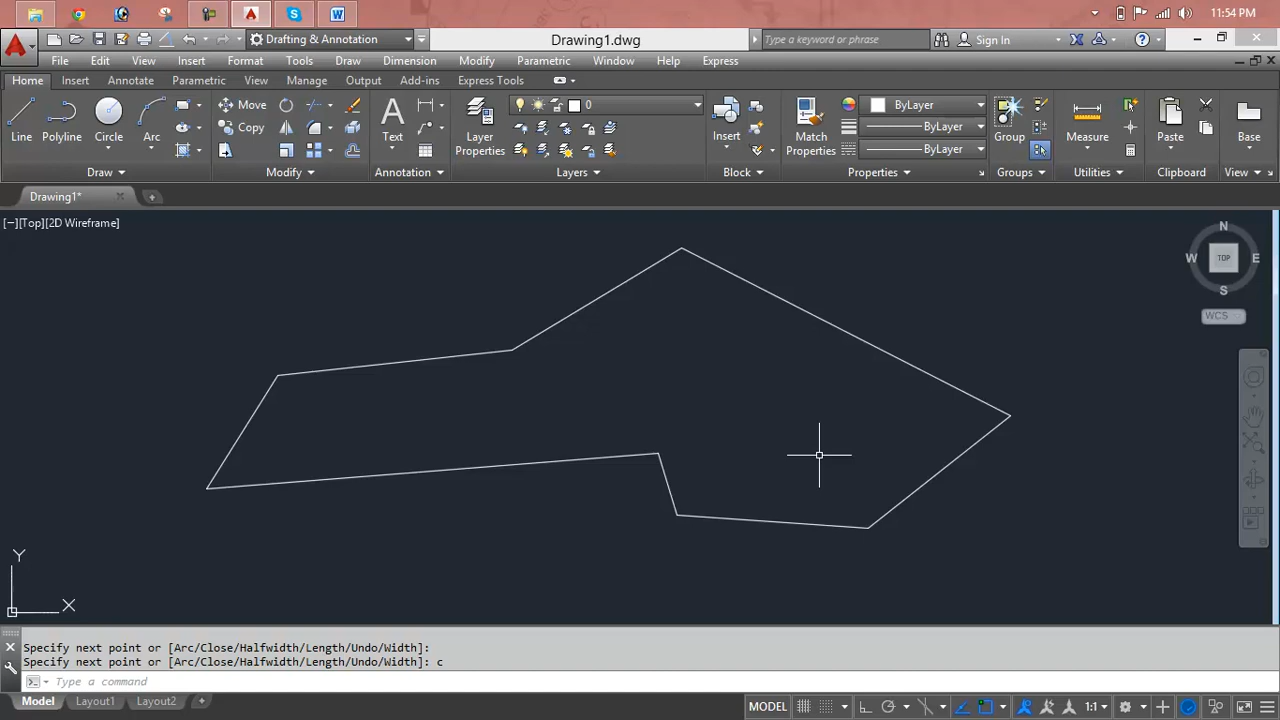 11:54 PM
Drafting & Annotation
Drawing1.dwg
Type a keyword or phrase
Sign In
File Edit View Insert Format Tools Draw Dimension Modify Parametric Window Help Express
Home Insert Annotate Parametric View Manage Output Add-ins Express Tools
Move
Copy
Line Polyline Circle Arc
Text
Layer
Properties
0
Insert
Match
Properties
ByLayer
ByLayer
ByLayer
Group
Measure
Paste
Base
Draw Modify Annotation Layers Block Properties Groups Utilities Clipboard View
Drawing1*
[−][Top][2D Wireframe]
N
W TOP E
S
WCS
Y
X
Specify next point or [Arc/Close/Halfwidth/Length/Undo/Width]:
Specify next point or [Arc/Close/Halfwidth/Length/Undo/Width]: c
Type a command
Model Layout1 Layout2 +
MODEL
1:1